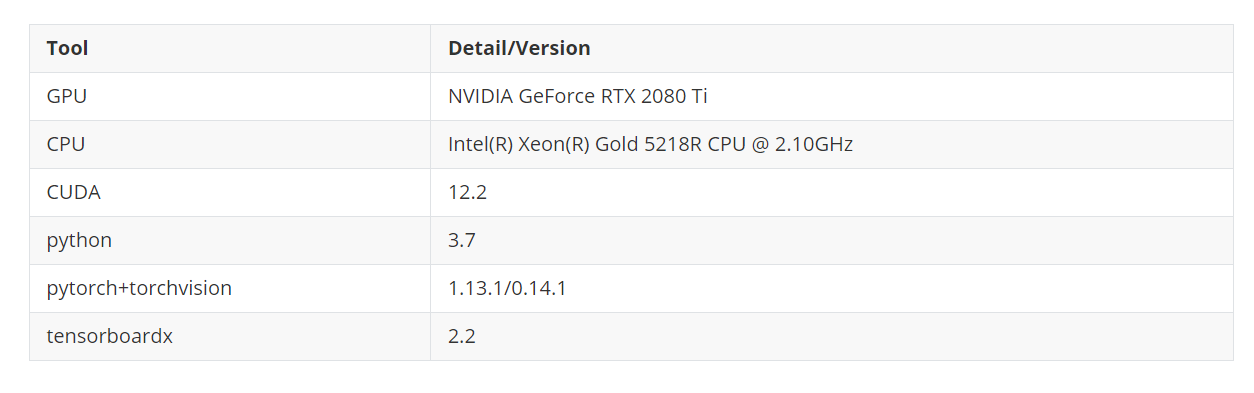 Tool Detail/Version
GPU NVIDIA GeForce RTX 2080 Ti
CPU Intel(R) Xeon(R) Gold 5218R CPU @ 2.10GHz
CUDA 12.2
python 3.7
pytorch+torchvision 1.13.1/0.14.1
tensorboardx 2.2